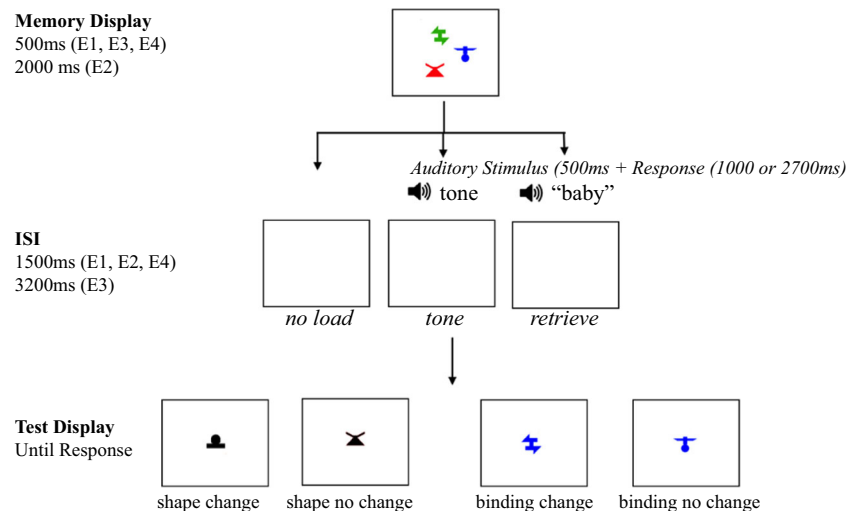 Memory Display
500ms (E1, E3, E4)
2000 ms (E2)
Auditory Stimulus (500ms + Response (1000 or 2700ms)
tone
“baby”
ISI
1500ms (E1, E2, E4)
3200ms (E3)
no load
tone
retrieve
Test Display
Until Response
shape change
shape no change
binding change
binding no change